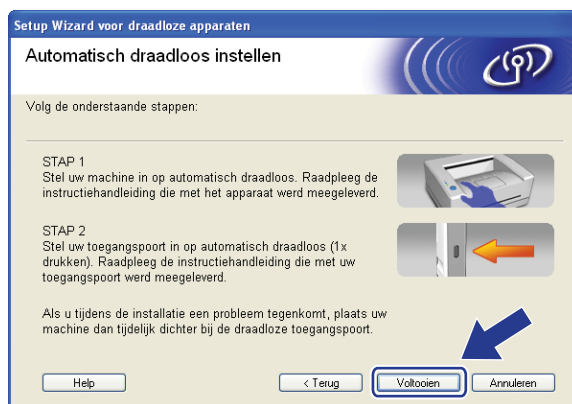 Setup Wizard voor draadloze apparaten
Automatisch draadloos instellen
Volg de onderstaande stappen:
STAP 1
Stel uw machine in op automatisch draadloos. Raadpleeg de
instructiehandleiding die met het apparaat werd meegeleverd.
STAP 2
Stel uw toegangspoort in op automatisch draadloos (1x
drukken). Raadpleeg de instructiehandleiding die met uw
toegangspoort werd meegeleverd.
Als u tijdens de installatie een probleem tegenkomt, plaats uw
machine dan tijdelijk dichter bij de draadloze toegangspoort.
Help
< Terug
Voltooien
Annuleren